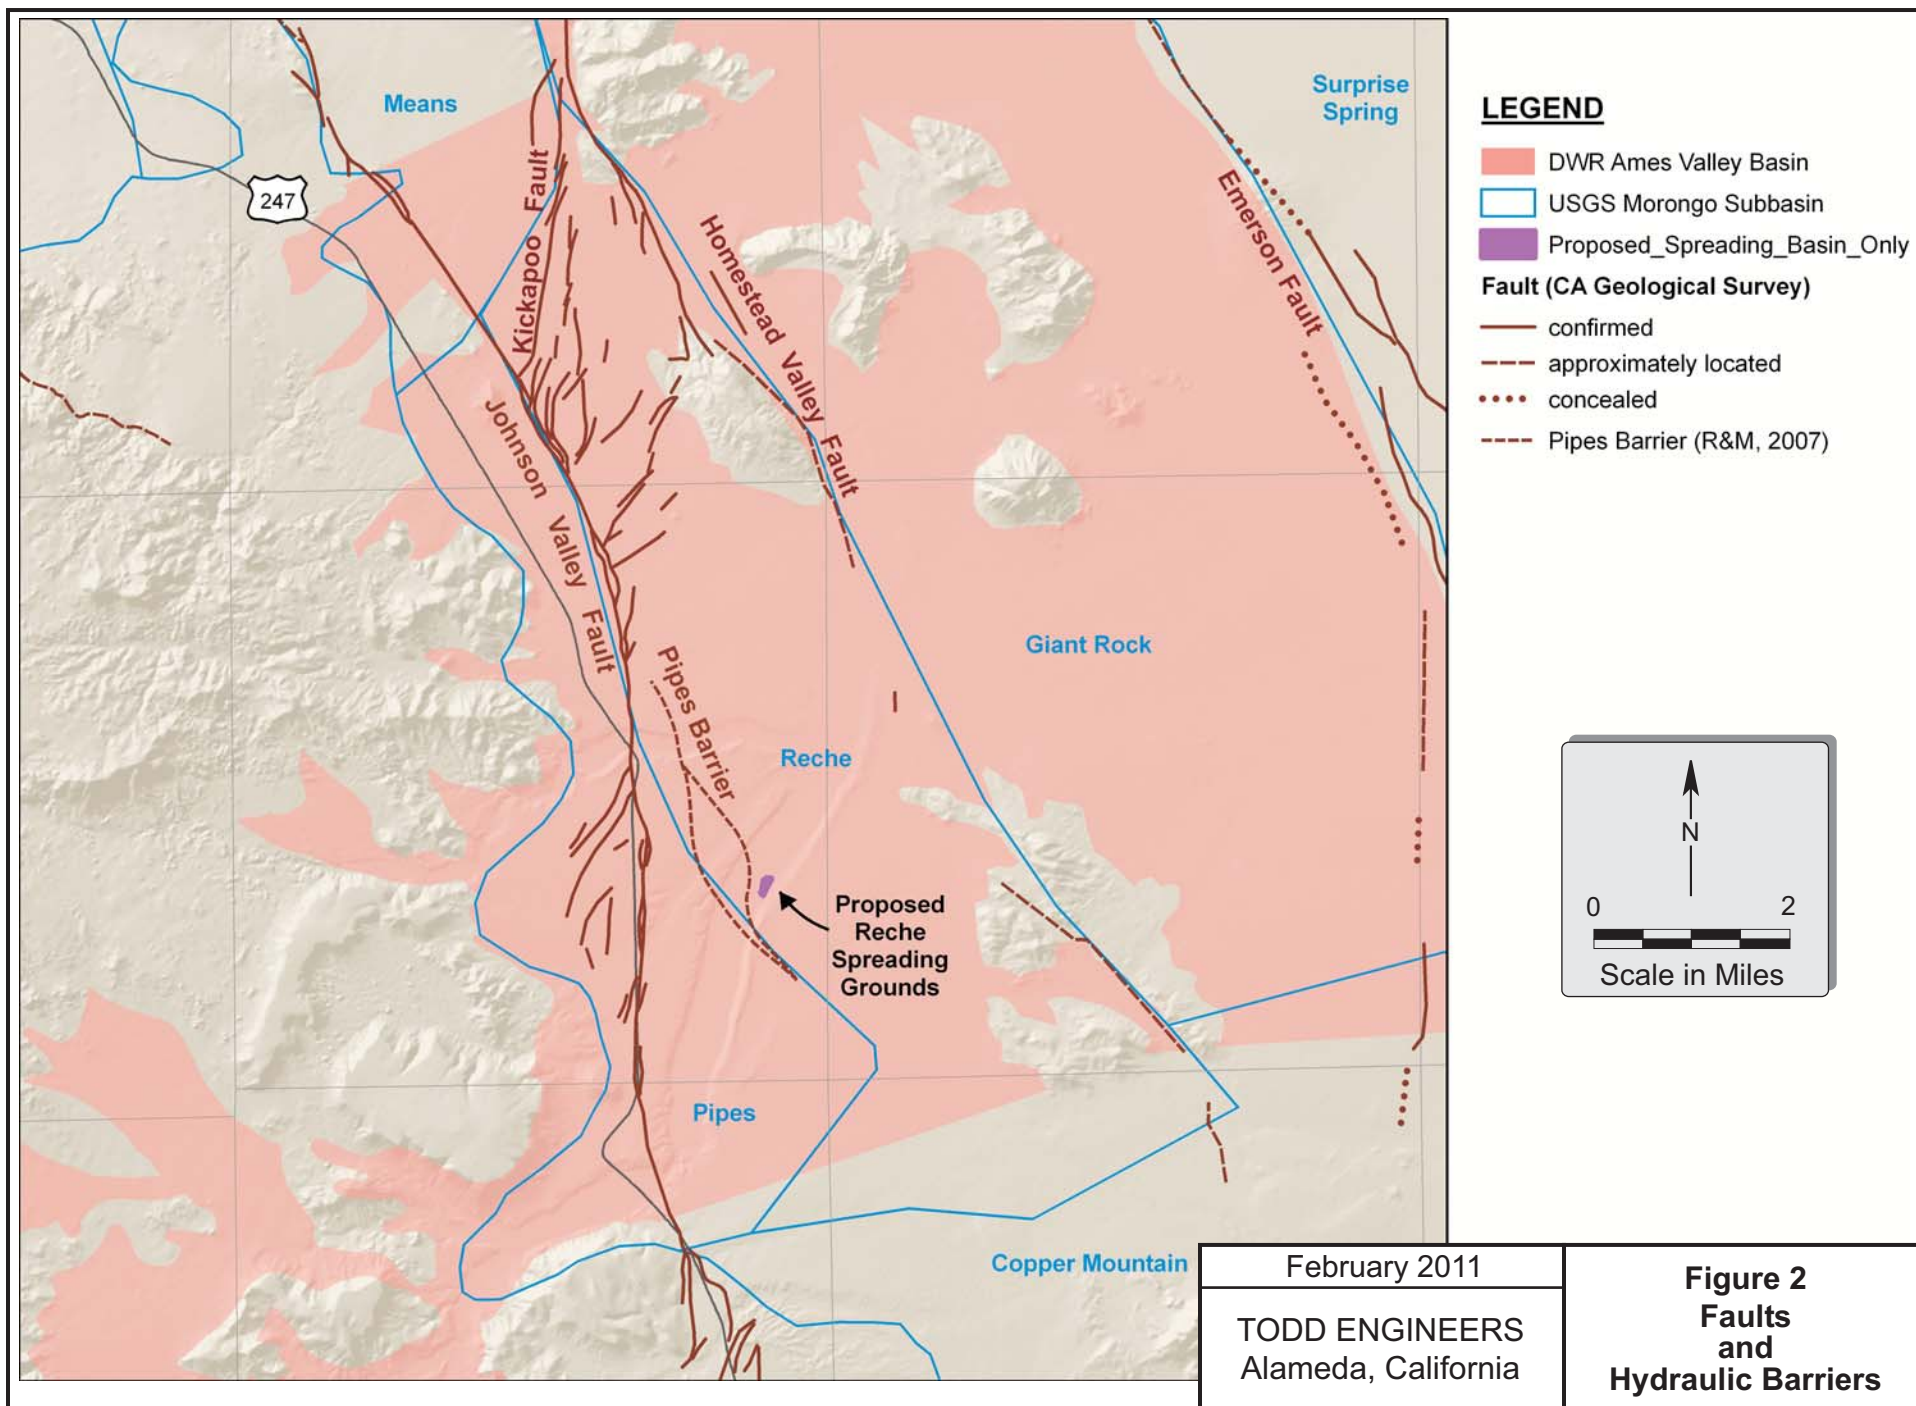 Means
Surprise
Spring
247
Kickapoo Fault
Homestead Valley Fault
Emerson Fault
Johnson Valley Fault
Pipes Barrier
Giant Rock
Reche
Proposed
Reche
Spreading
Grounds
Pipes
Copper Mountain
LEGEND
DWR Ames Valley Basin
USGS Morongo Subbasin
Proposed_Spreading_Basin_Only
Fault (CA Geological Survey)
confirmed
approximately located
concealed
Pipes Barrier (R&M, 2007)
N
0 2
Scale in Miles
February 2011
TODD ENGINEERS
Alameda, California
Figure 2
Faults
and
Hydraulic Barriers